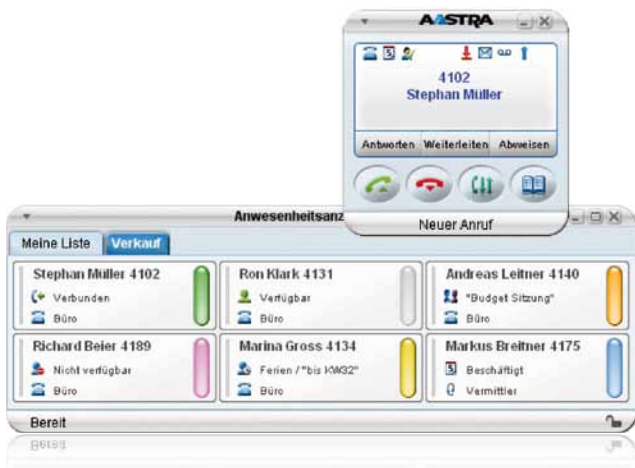 AASTRA
4102
Stephan Müller
Antworten Weiterleiten Abweisen
Neuer Anruf
Meine Liste Verkauf
Stephan Müller 4102
Verbunden
Büro
Ron Klark 4131
Verfügbar
Büro
Andreas Leitner 4140
"Budget Sitzung"
Büro
Richard Beier 4189
Nicht verfügbar
Büro
Marina Gross 4134
Ferien / "bis KW32"
Büro
Markus Breitner 4175
Beschäftigt
Vermittler
Bereit